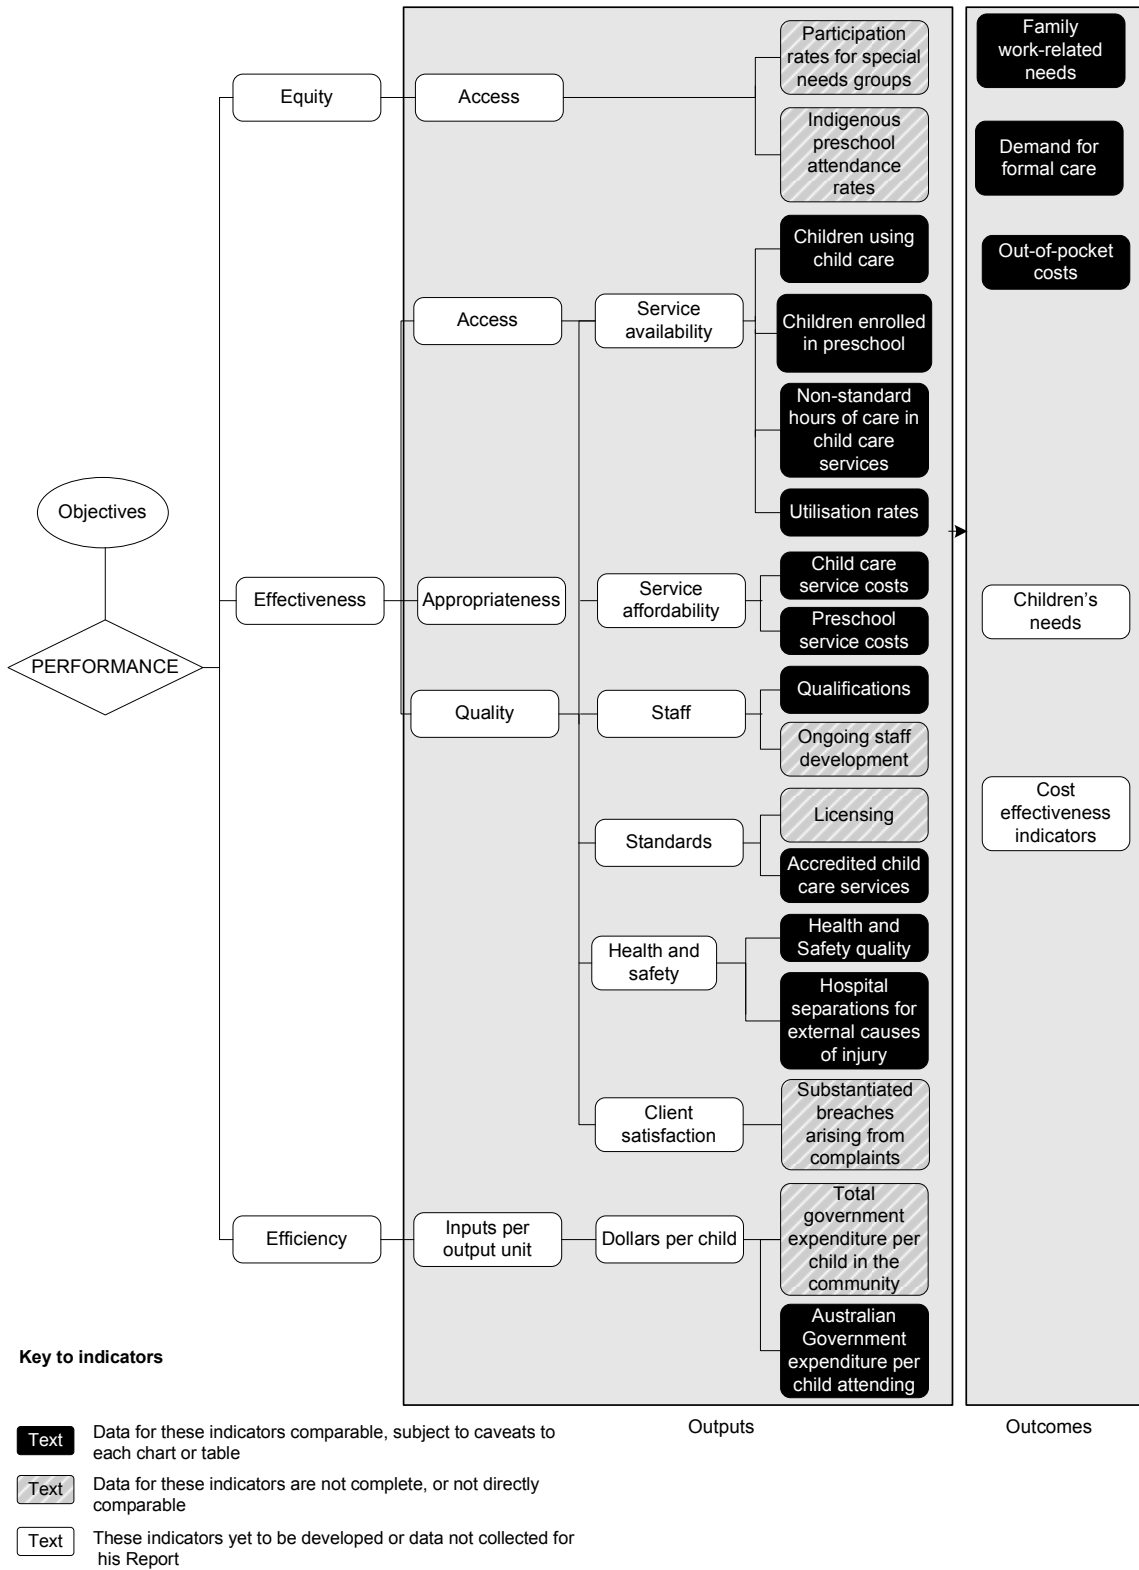 Objectives
PERFORMANCE
Equity
Access
Participation
rates for special
needs groups
Indigenous
preschool
attendance
rates
Effectiveness
Access
Service
availability
Children using
child care
Children enrolled
in preschool
Non-standard
hours of care in
child care
services
Utilisation rates
Appropriateness
Service
affordability
Child care
service costs
Preschool
service costs
Quality
Staff
Qualifications
Ongoing staff
development
Standards
Licensing
Accredited child
care services
Health and
safety
Health and
Safety quality
Hospital
separations for
external causes
of injury
Client
satisfaction
Substantiated
breaches
arising from
complaints
Efficiency
Inputs per
output unit
Dollars per child
Total
government
expenditure per
child in the
community
Australian
Government
expenditure per
child attending
Outputs
Family
work-related
needs
Demand for
formal care
Out-of-pocket
costs
Children's
needs
Cost
effectiveness
indicators
Outcomes
Key to indicators
Text
Data for these indicators comparable, subject to caveats to
each chart or table
Text
Data for these indicators are not complete, or not directly
comparable
Text
These indicators yet to be developed or data not collected for
his Report